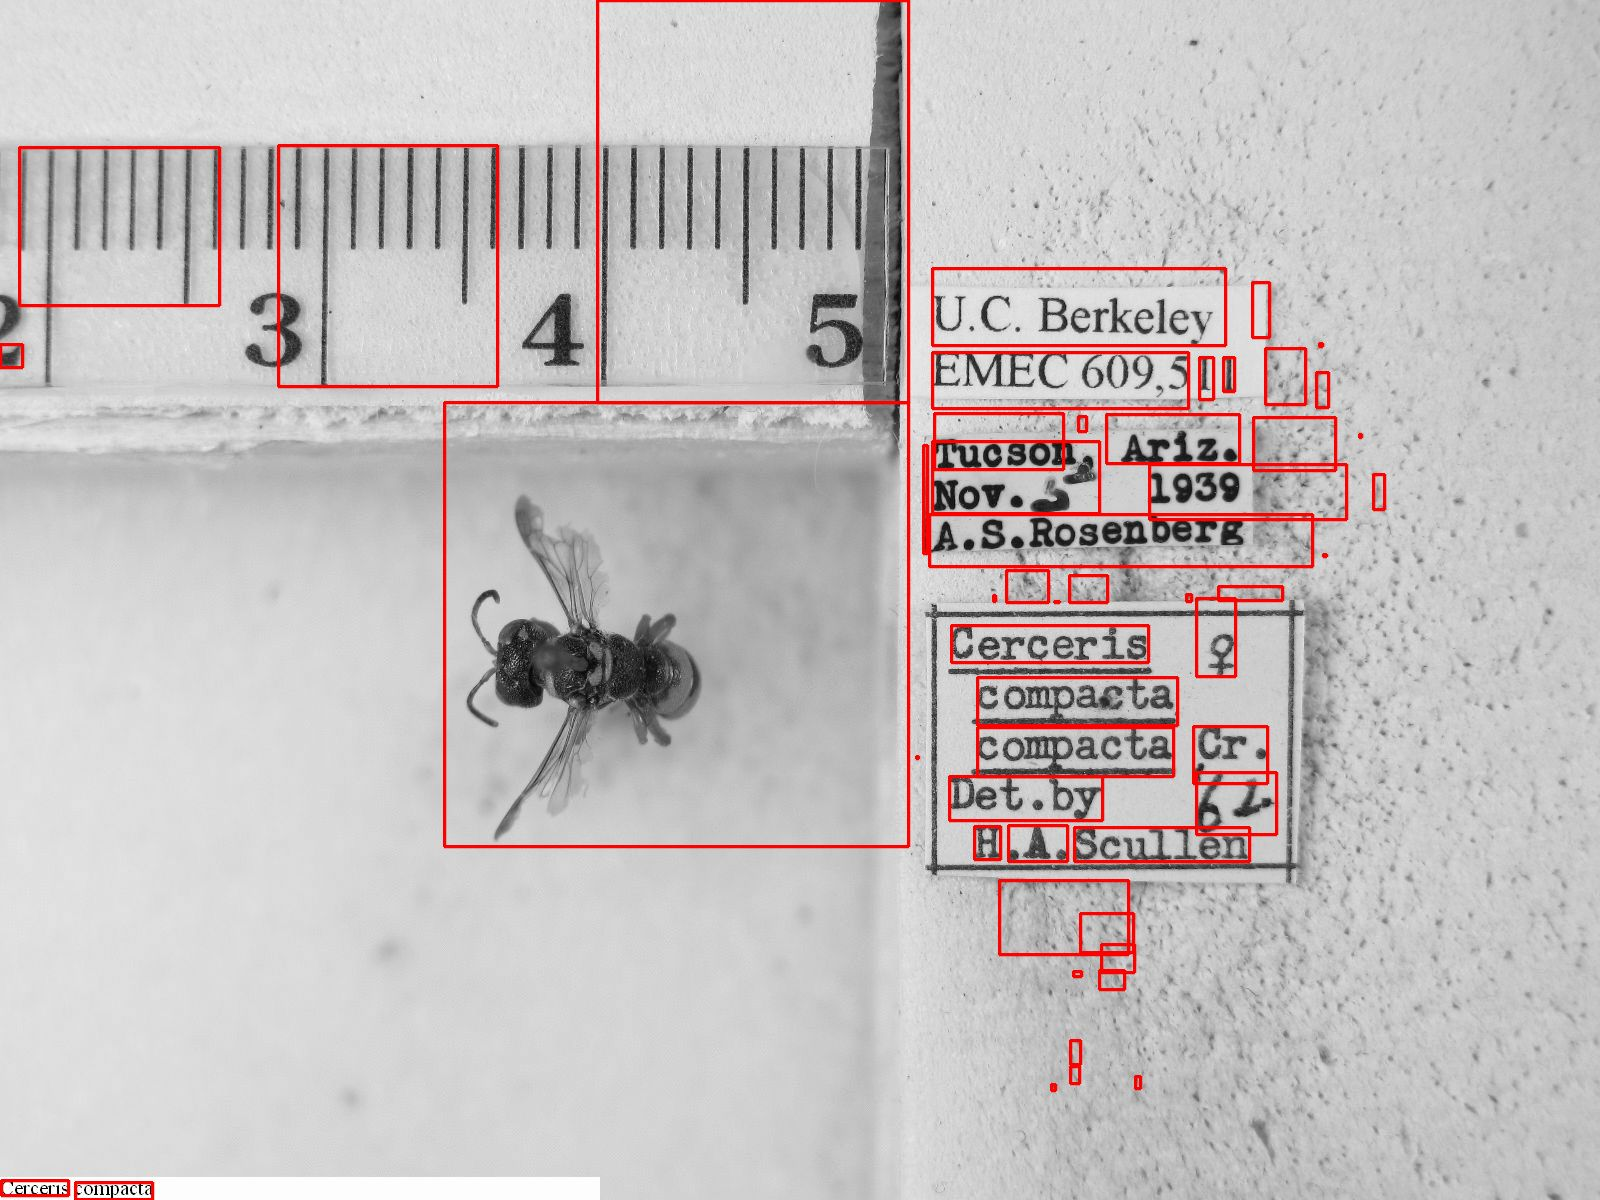 2 3 4 5
U.C. Berkeley
EMEC 609,511
Tucson, Ariz.
Nov. 1939
A.S.Rosenberg
Cerceris ♀
compacta
compacta Cr.
Det.by 62
H.A.Scullen
Cerceris compacta